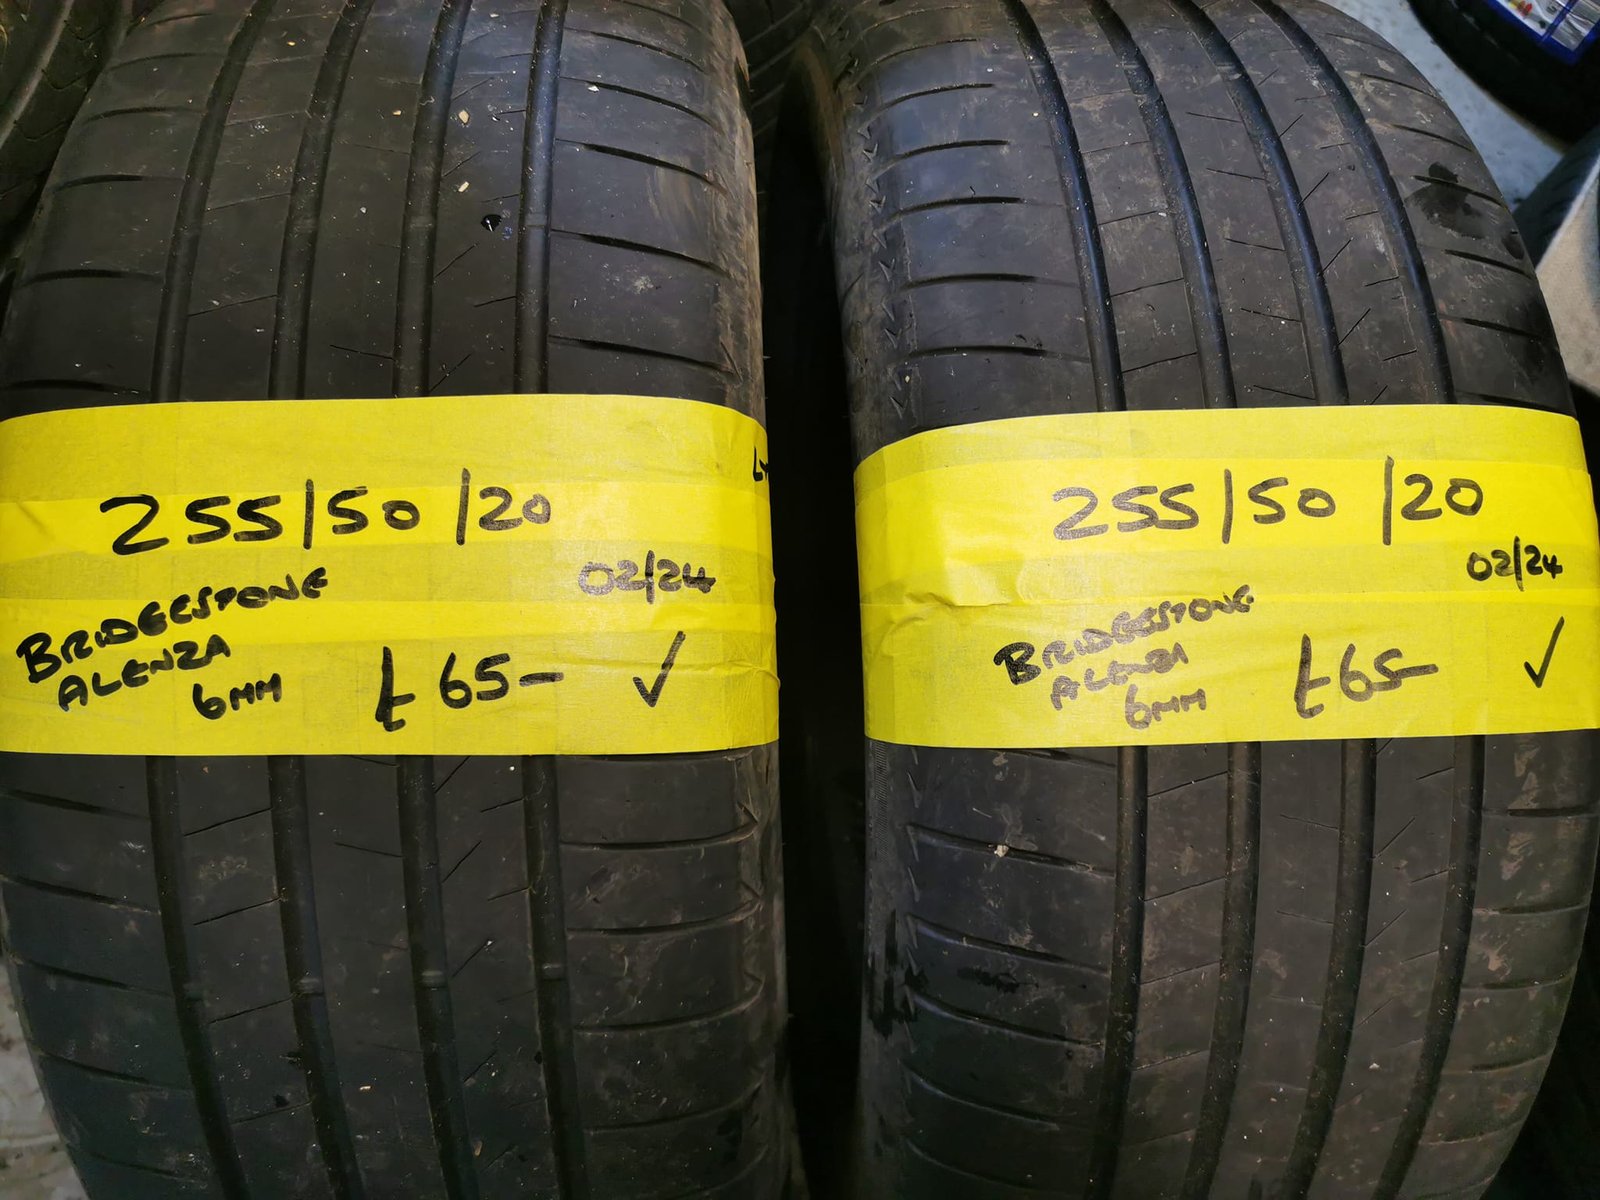 255/50/20
02/24
BRIDGESTONE
ALENZA
6MM
£65-
✓
255/50/20
02/24
BRIDGESTONE
ALENZA
6MM
£65-
✓